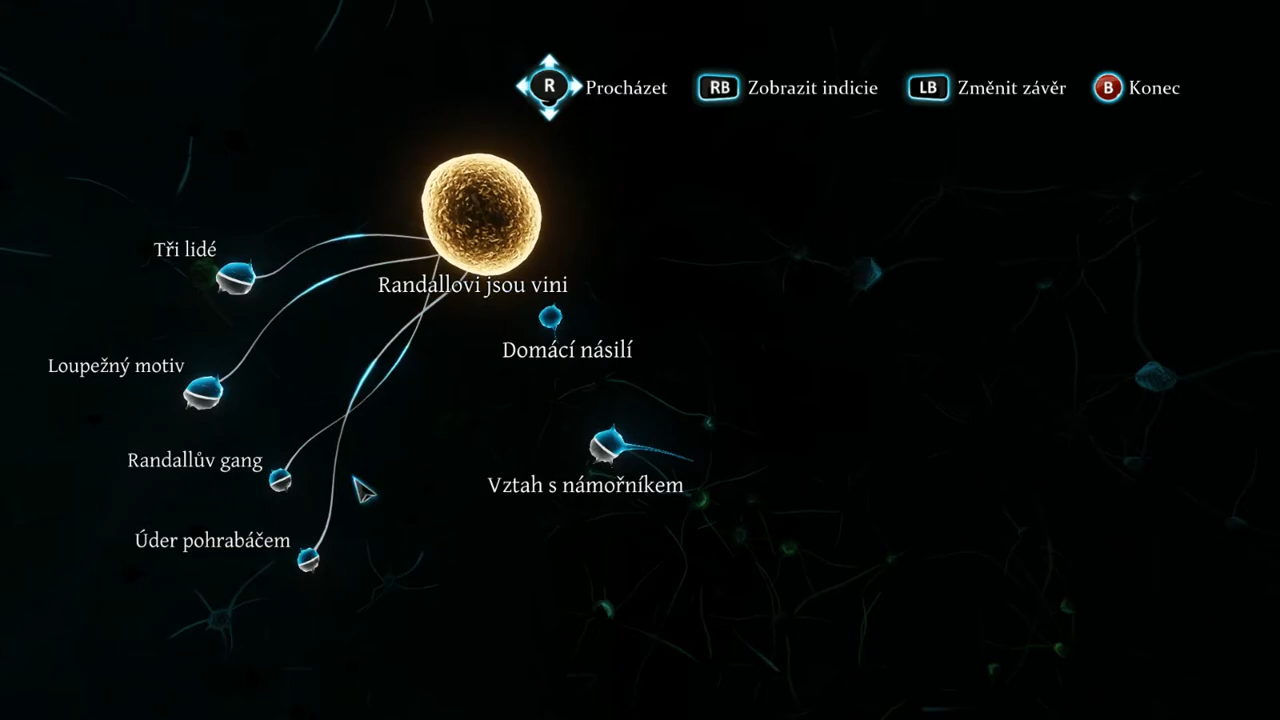 R Procházet RB Zobrazit indicie LB Změnit závěr B Konec
Tři lidé
Randallovi jsou vini
Domácí násilí
Loupežný motiv
Randallův gang
Vztah s námořníkem
Úder pohrabáčem